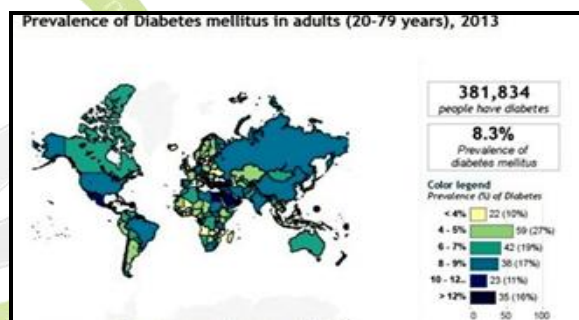 Prevalence of Diabetes mellitus in adults (20-79 years), 2013
381,834
people have diabetes
8.3%
Prevalence of
diabetes mellitus
Color legend
Prevalence (%) of Diabetes
< 4% 22 (10%)
4 - 5% 59 (27%)
6 - 7% 42 (19%)
8 - 9% 38 (17%)
10 - 12.. 23 (11%)
> 12% 35 (16%)
0 50 100